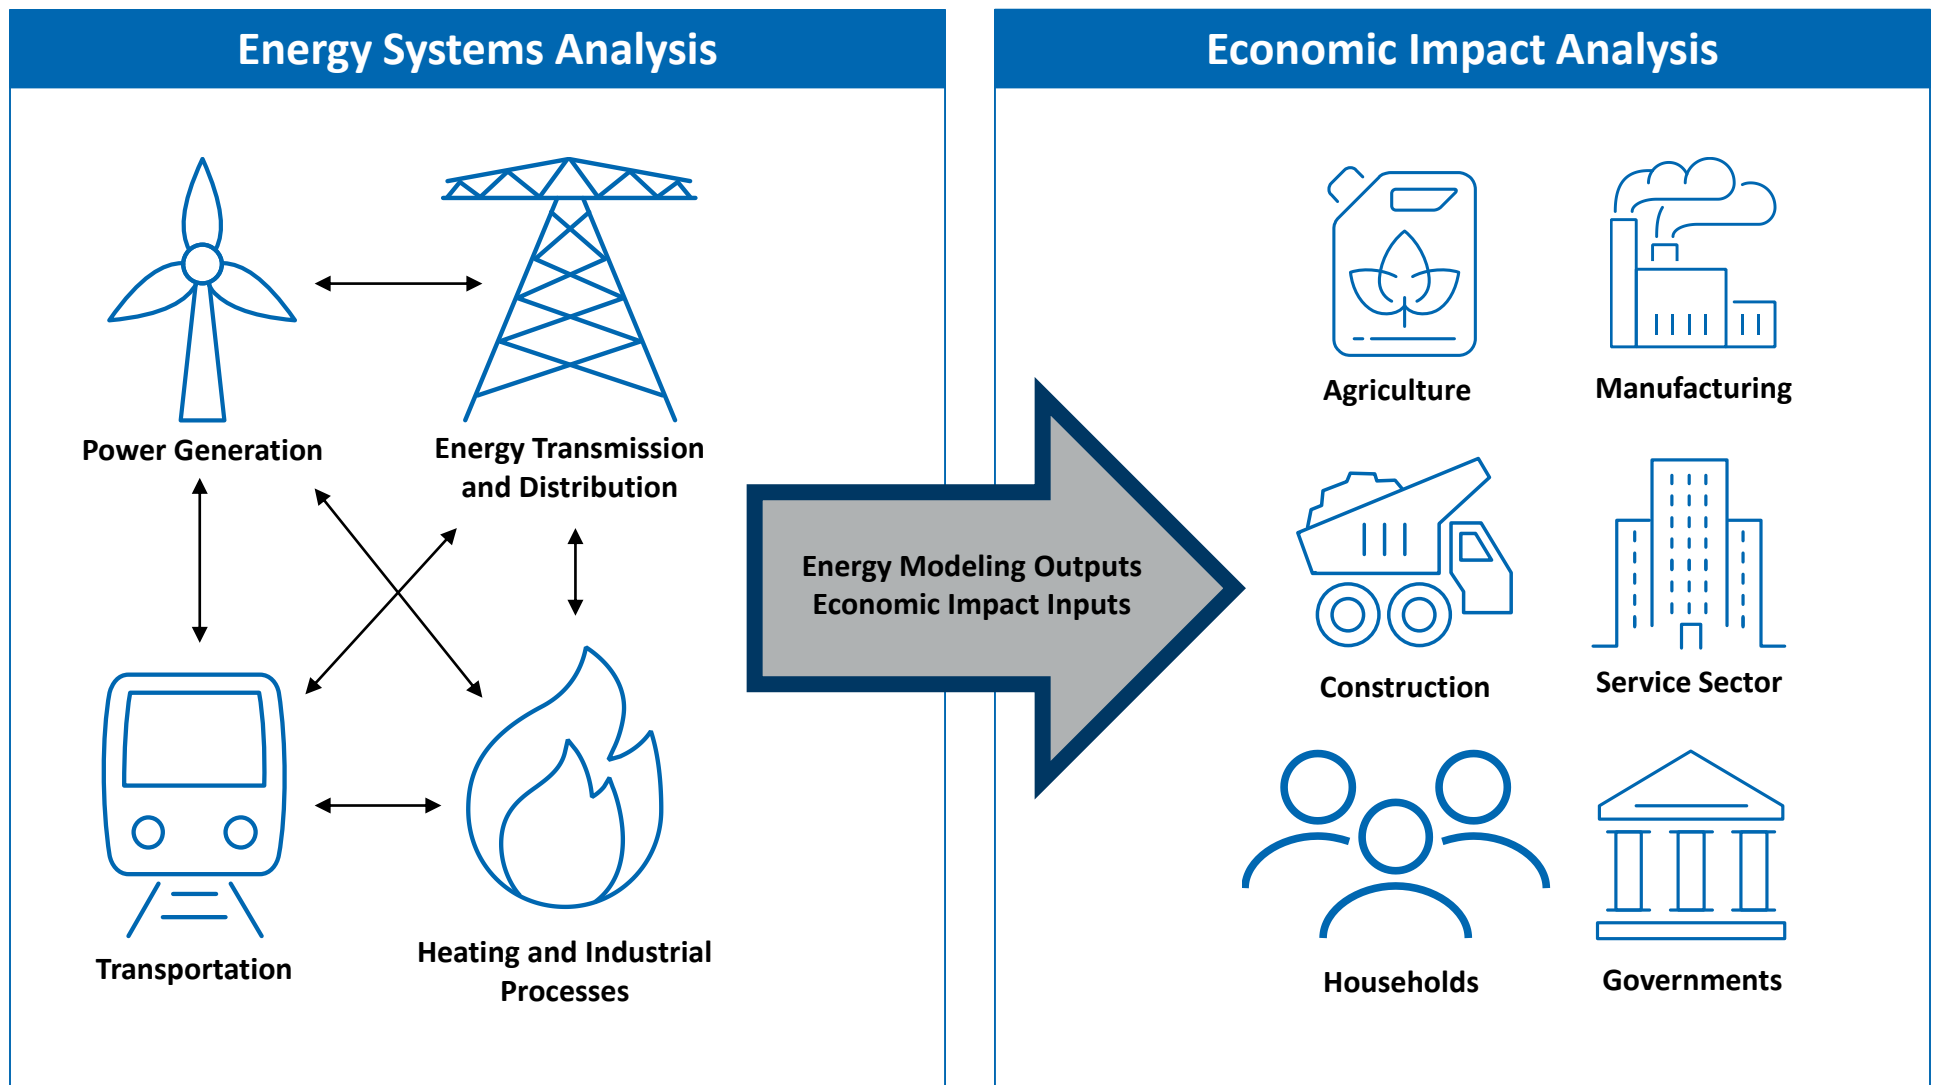 Energy Systems Analysis
Power Generation
Energy Transmission
and Distribution
Transportation
Heating and Industrial
Processes
Energy Modeling Outputs
Economic Impact Inputs
Economic Impact Analysis
Agriculture
Manufacturing
Construction
Service Sector
Households
Governments